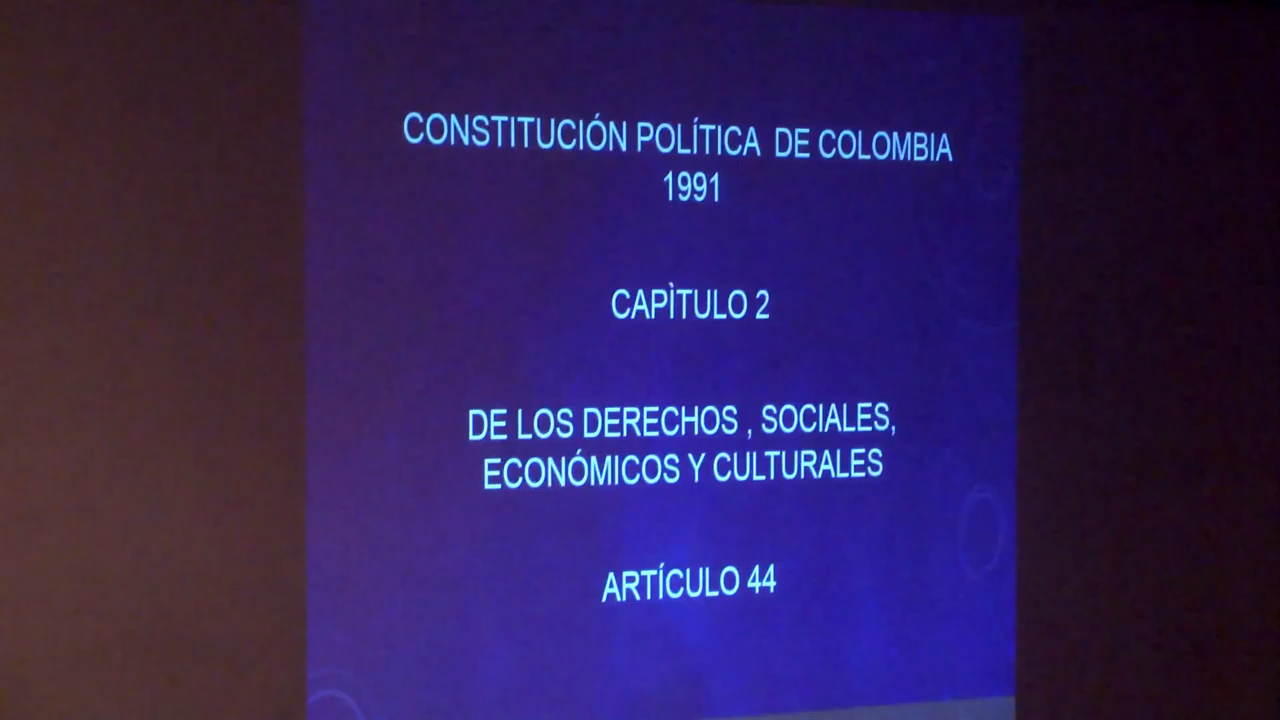 CONSTITUCIÓN POLÍTICA DE COLOMBIA
1991
CAPÌTULO 2
DE LOS DERECHOS , SOCIALES,
ECONÓMICOS Y CULTURALES
ARTÍCULO 44